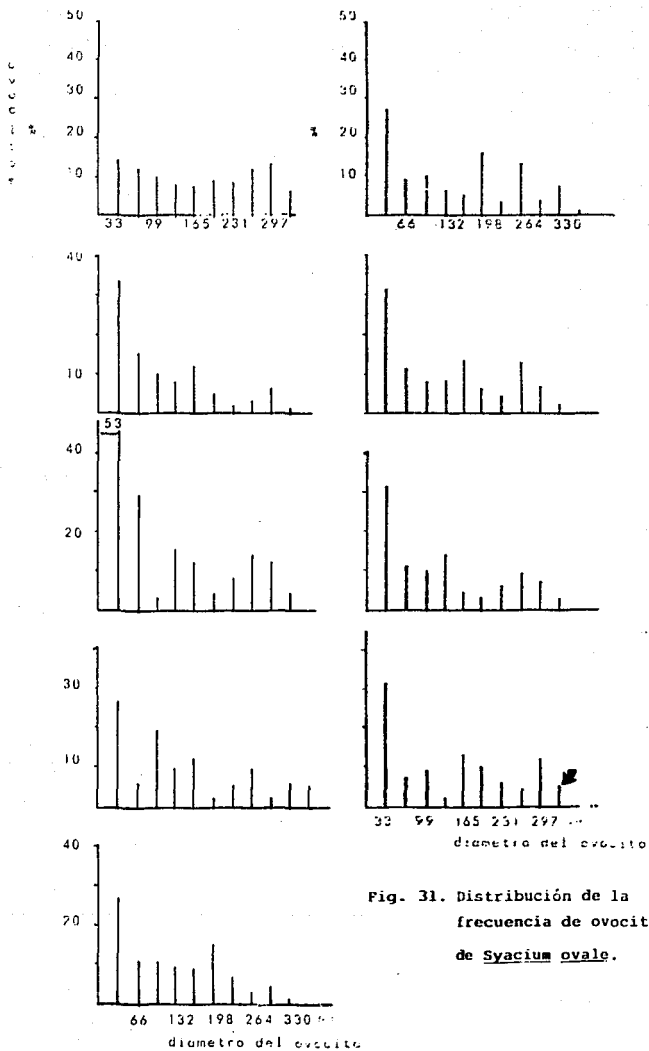 50
40
30
20
10
%
33 99 165 231 297
50
40
30
20
10
%
66 132 198 264 330
40
10
53
40
20
30
10
33 99 165 231 297
diametro del ovocito
40
20
66 132 198 264 330
diametro del ovocito
Fig. 31. Distribución de la
frecuencia de ovocit
de Syacium ovale.